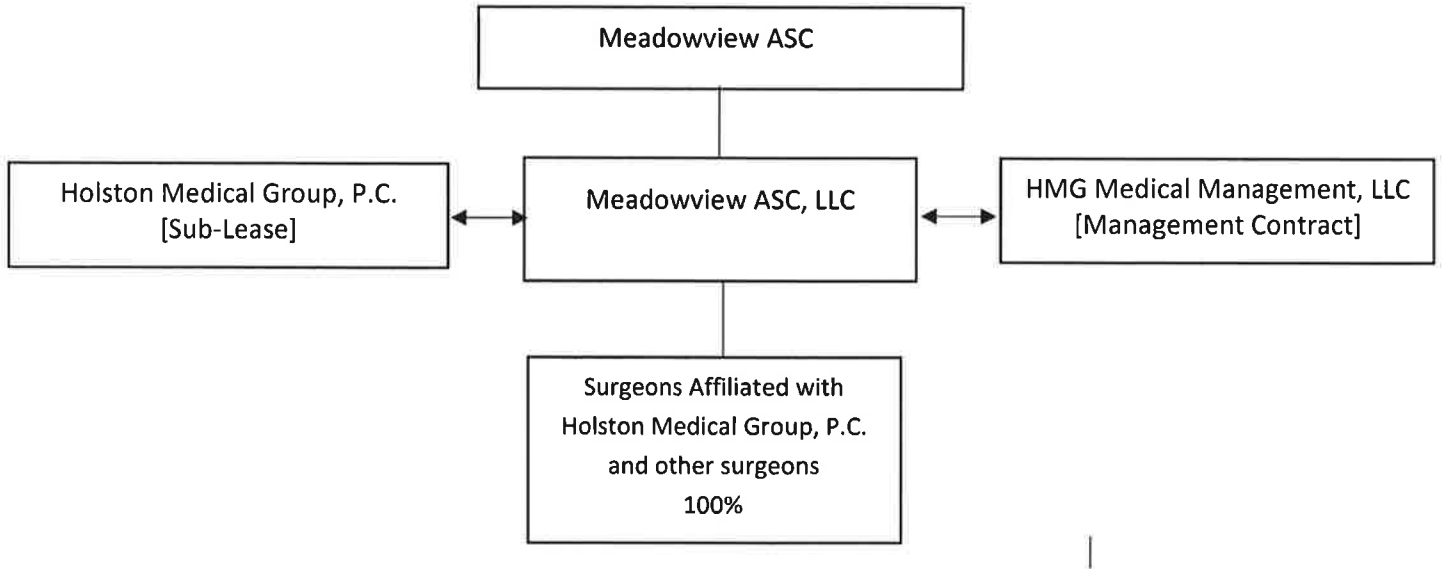 Meadowview ASC
Holston Medical Group, P.C.
[Sub-Lease]
Meadowview ASC, LLC
HMG Medical Management, LLC
[Management Contract]
Surgeons Affiliated with
Holston Medical Group, P.C.
and other surgeons
100%